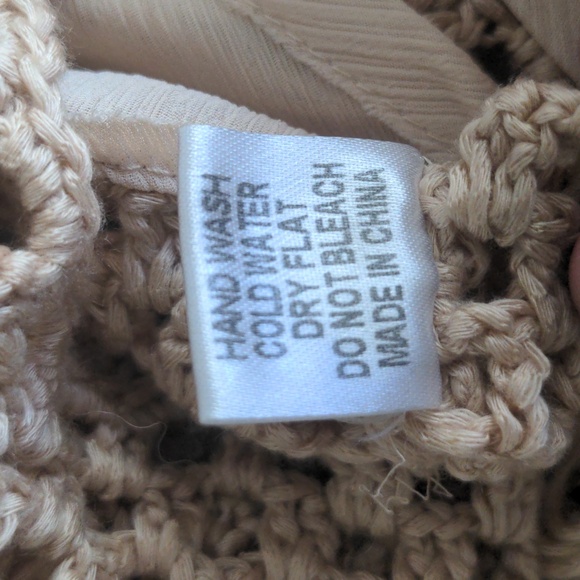 HAND WASH
COLD WATER
DRY FLAT
DO NOT BLEACH
MADE IN CHINA